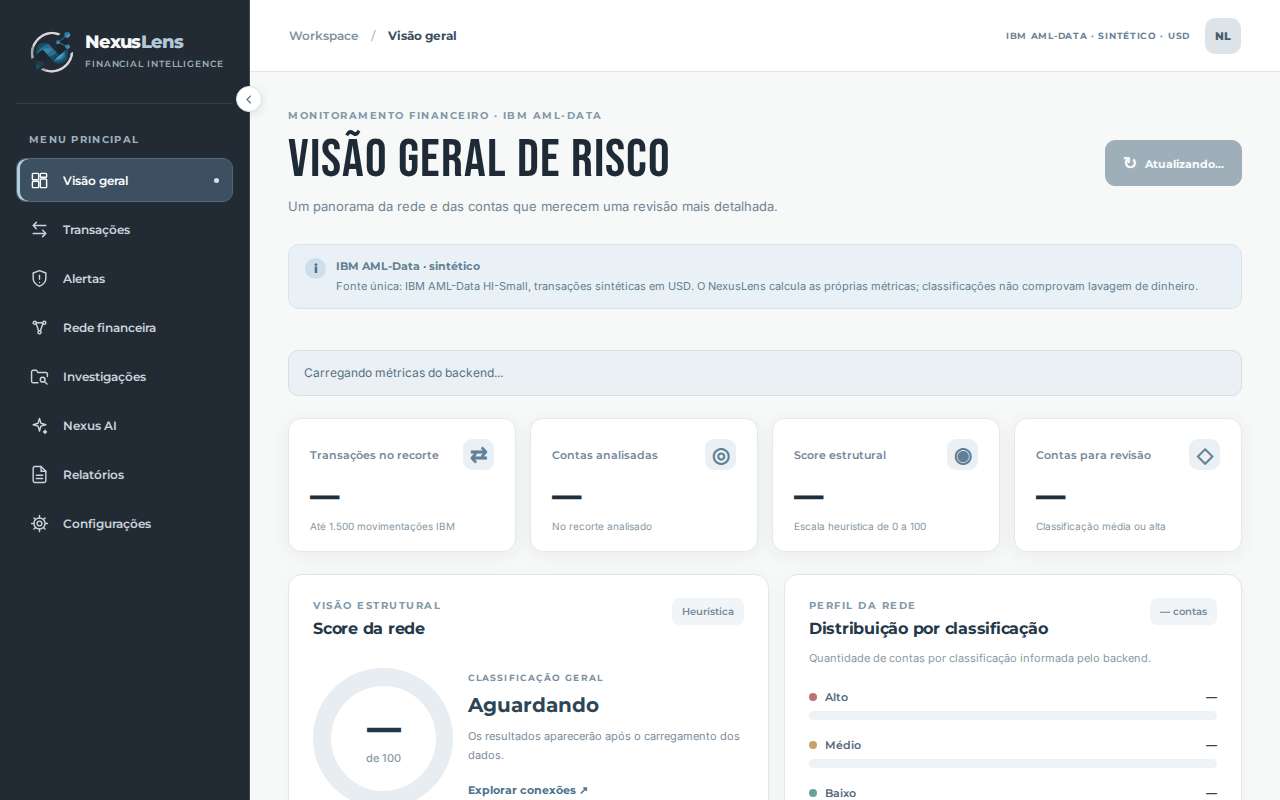 NexusLens
FINANCIAL INTELLIGENCE
MENU PRINCIPAL
Visão geral
Transações
Alertas
Rede financeira
Investigações
Nexus AI
Relatórios
Configurações
Workspace / Visão geral
IBM AML-DATA · SINTÉTICO · USD
NL
MONITORAMENTO FINANCEIRO · IBM AML-DATA
VISÃO GERAL DE RISCO
Um panorama da rede e das contas que merecem uma revisão mais detalhada.
↻ Atualizando...
i
IBM AML-Data · sintético
Fonte única: IBM AML-Data HI-Small, transações sintéticas em USD. O NexusLens calcula as próprias métricas; classificações não comprovam lavagem de dinheiro.
Carregando métricas do backend...
Transações no recorte
—
Até 1.500 movimentações IBM
Contas analisadas
—
No recorte analisado
Score estrutural
—
Escala heurística de 0 a 100
Contas para revisão
—
Classificação média ou alta
VISÃO ESTRUTURAL
Score da rede
Heurística
—
de 100
CLASSIFICAÇÃO GERAL
Aguardando
Os resultados aparecerão após o carregamento dos
dados.
Explorar conexões ↗
PERFIL DA REDE
Distribuição por classificação
— contas
Quantidade de contas por classificação informada pelo backend.
Alto —
Médio —
Baixo —